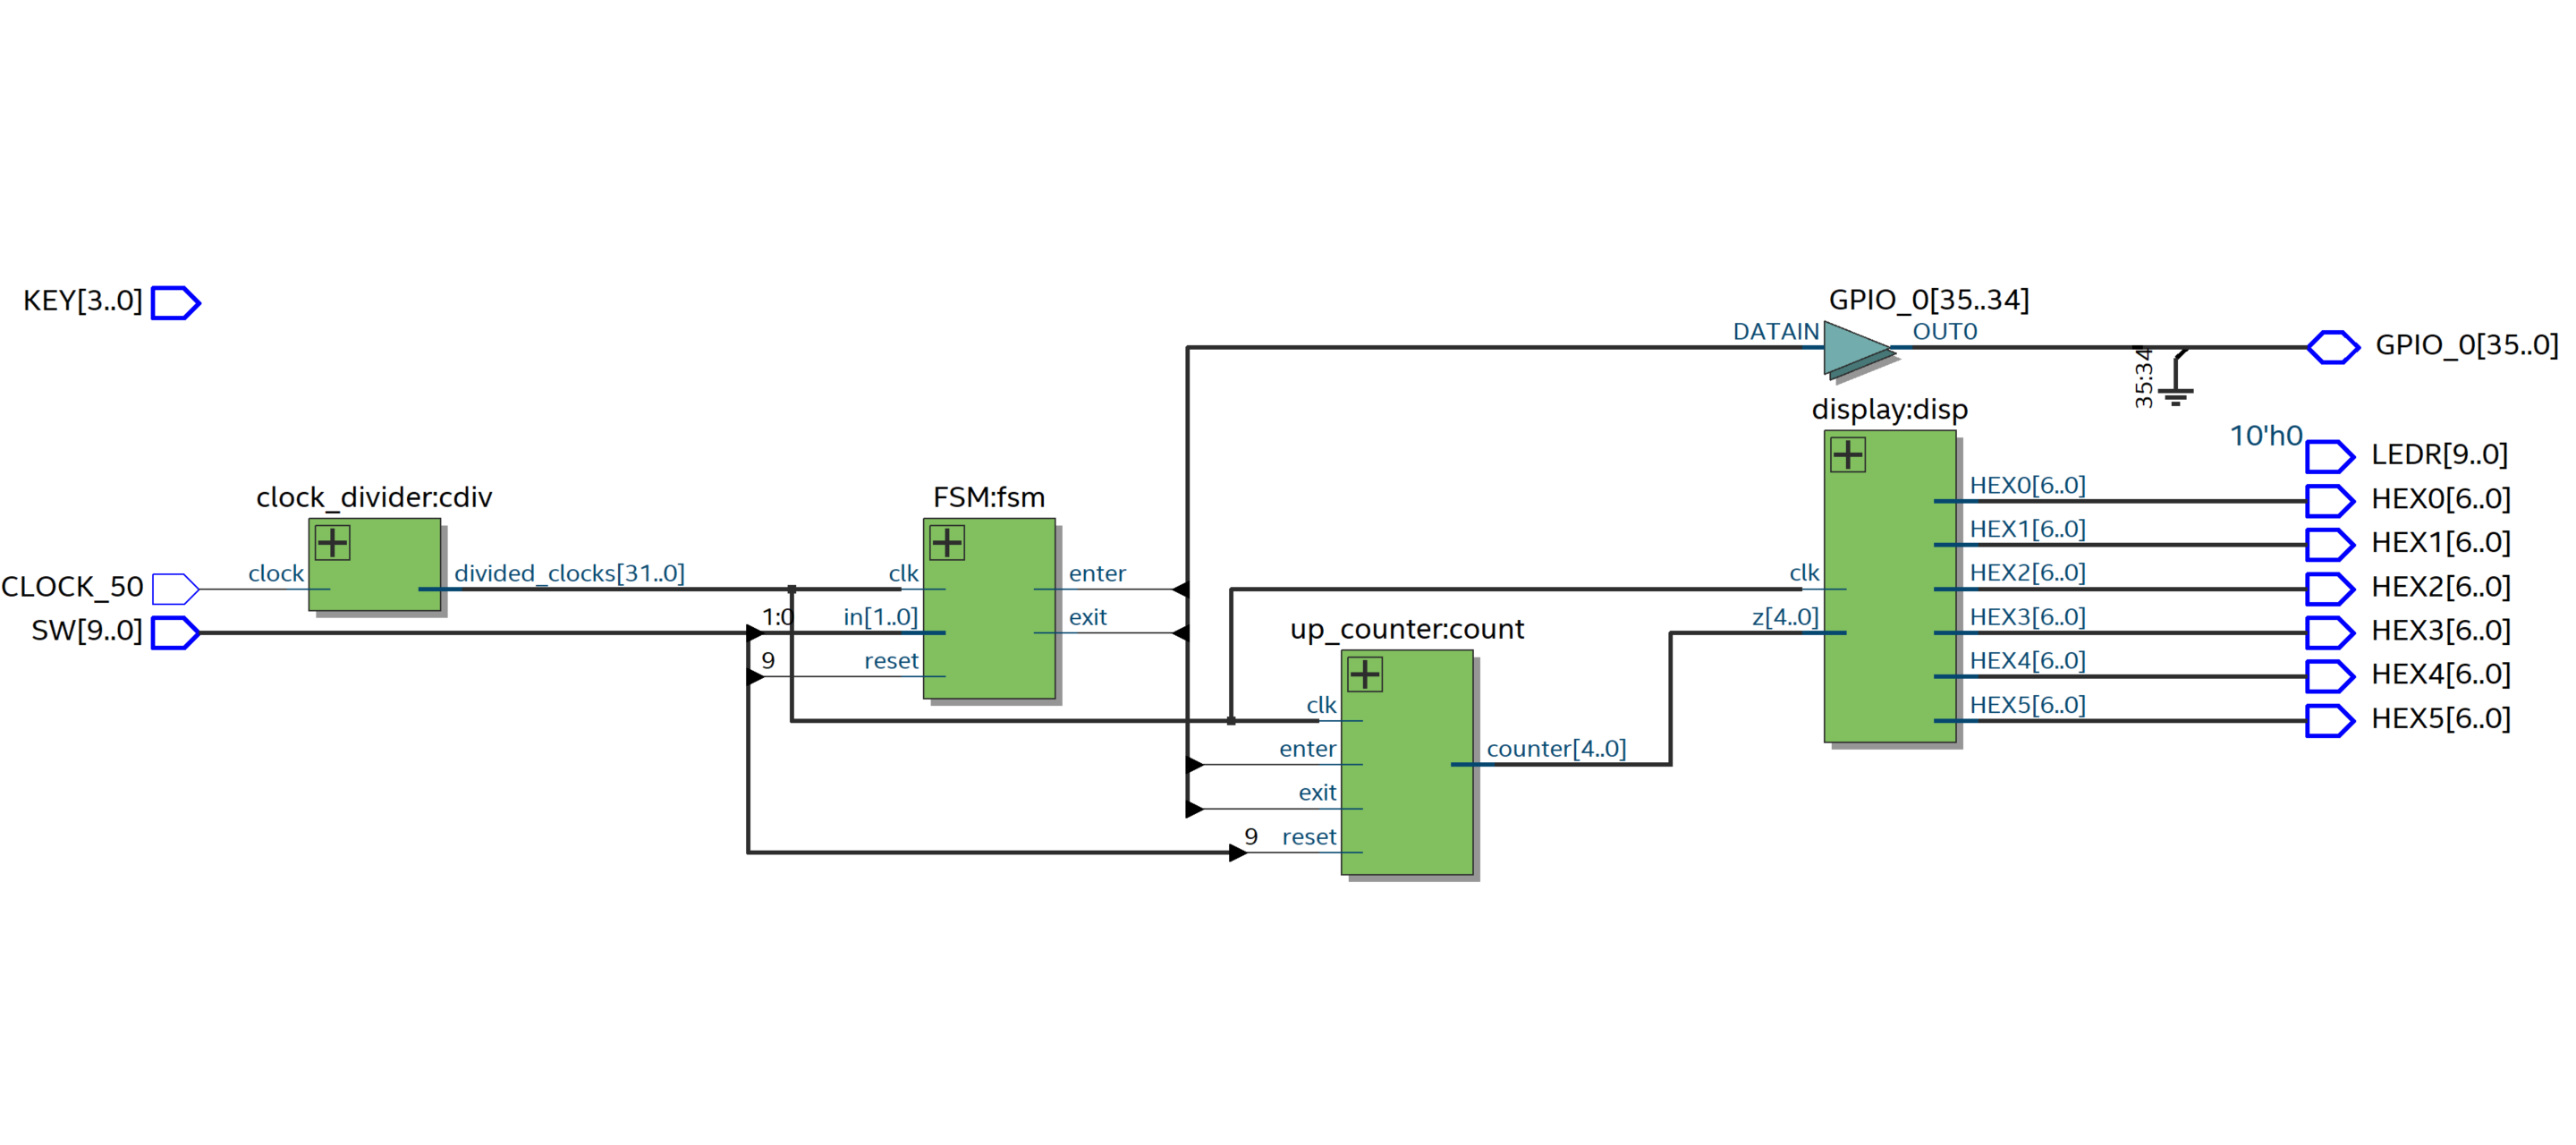 KEY[3..0]
GPIO_0[35..34]
DATAIN
OUT0
GPIO_0[35..0]
35:34
display:disp
10'h0
LEDR[9..0]
HEX0[6..0]
HEX0[6..0]
clock_divider:cdiv
FSM:fsm
HEX1[6..0]
HEX1[6..0]
CLOCK_50
clock
divided_clocks[31..0]
clk
enter
clk
HEX2[6..0]
HEX2[6..0]
SW[9..0]
1:0
in[1..0]
exit
up_counter:count
z[4..0]
HEX3[6..0]
HEX3[6..0]
9
reset
HEX4[6..0]
HEX4[6..0]
clk
HEX5[6..0]
HEX5[6..0]
enter
counter[4..0]
exit
9
reset